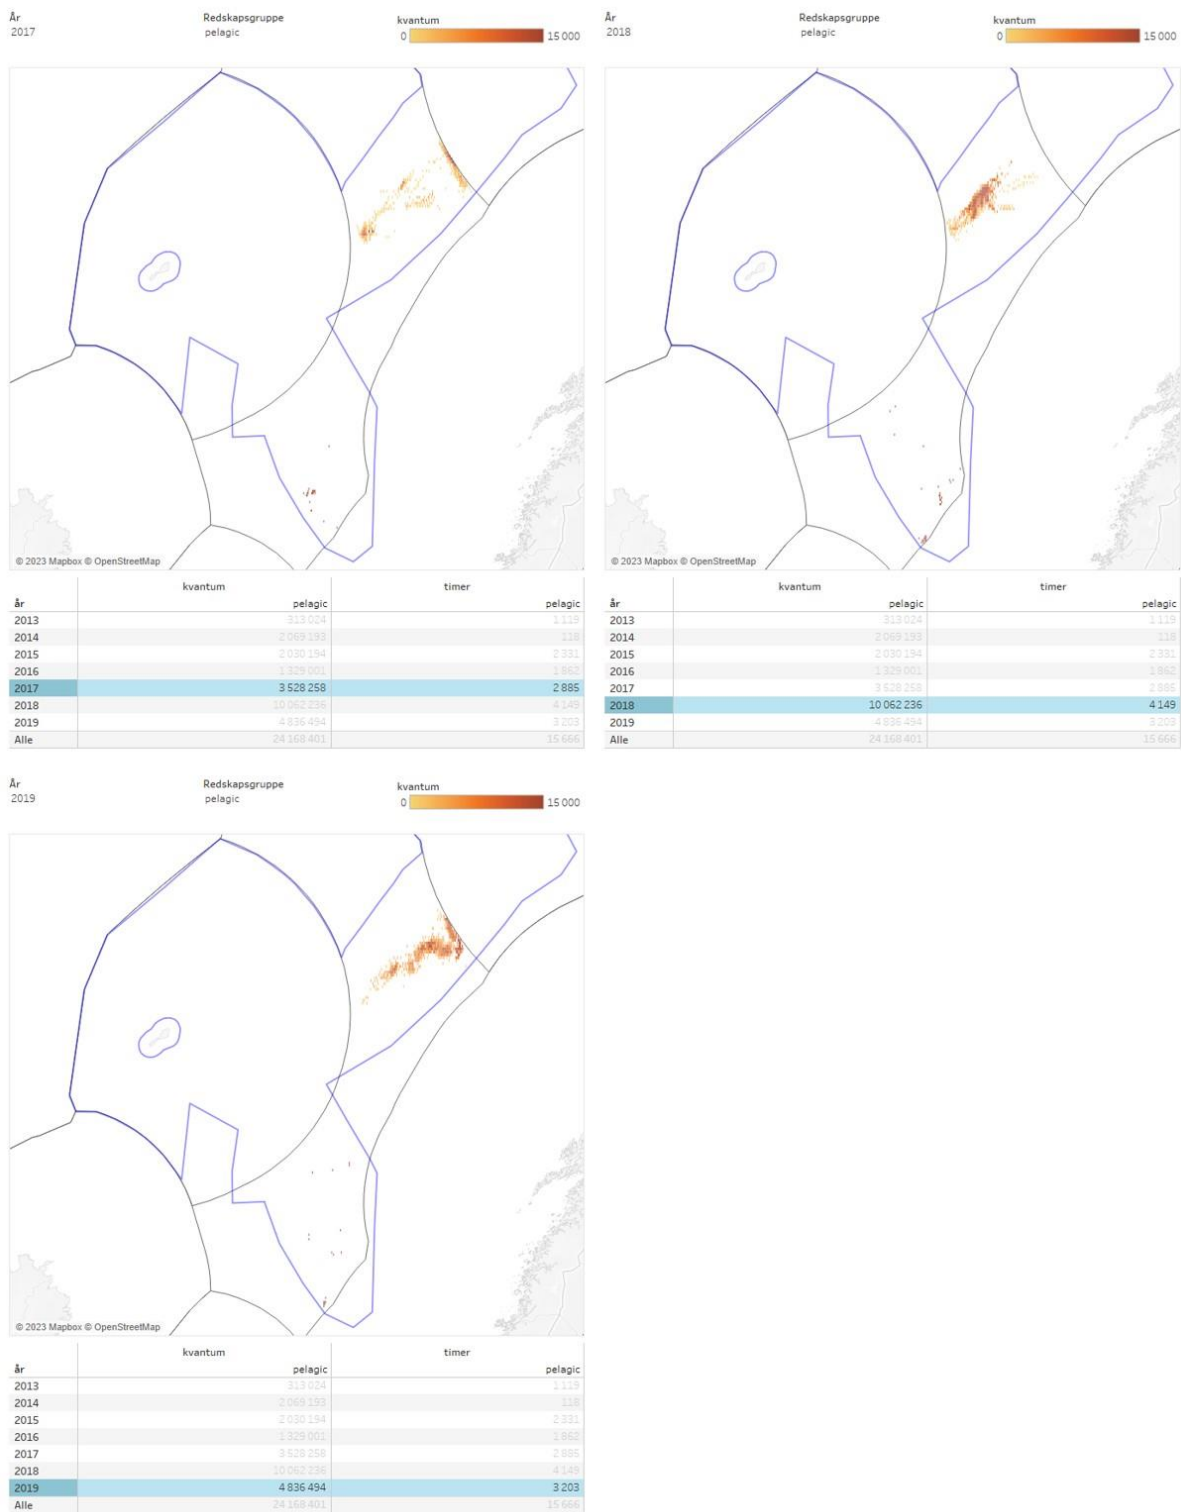 År Redskapsgruppe kvantum
2017 pelagic 0 15 000
© 2023 Mapbox © OpenStreetMap
kvantum timer
år pelagic pelagic
2013 313 024 1 119
2014 2 069 193 118
2015 2 030 194 2 331
2016 1 329 001 1 862
2017 3 528 258 2 885
2018 10 062 236 4 149
2019 4 836 494 3 203
Alle 24 168 401 15 666
År Redskapsgruppe kvantum
2018 pelagic 0 15 000
© 2023 Mapbox © OpenStreetMap
kvantum timer
år pelagic pelagic
2013 313 024 1 119
2014 2 069 193 118
2015 2 030 194 2 331
2016 1 329 001 1 862
2017 3 528 258 2 885
2018 10 062 236 4 149
2019 4 836 494 3 203
Alle 24 168 401 15 666
År Redskapsgruppe kvantum
2019 pelagic 0 15 000
© 2023 Mapbox © OpenStreetMap
kvantum timer
år pelagic pelagic
2013 313 024 1 119
2014 2 069 193 118
2015 2 030 194 2 331
2016 1 329 001 1 862
2017 3 528 258 2 885
2018 10 062 236 4 149
2019 4 836 494 3 203
Alle 24 168 401 15 666